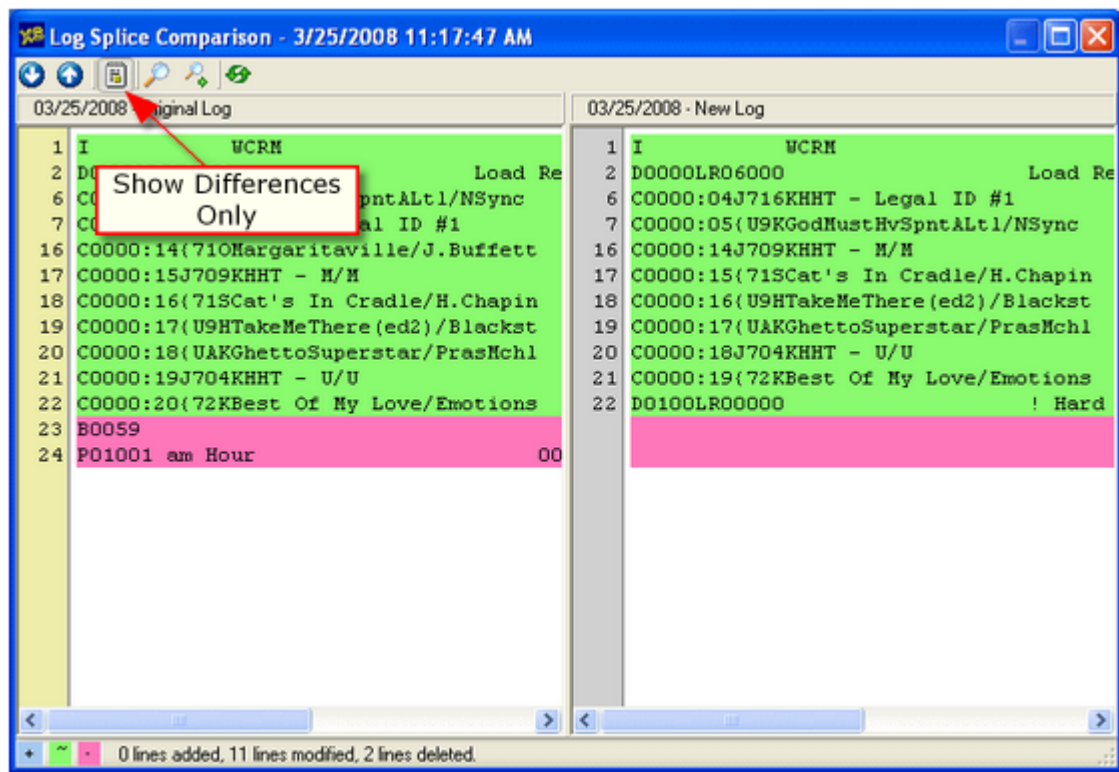 Log Splice Comparison - 3/25/2008 11:17:47 AM
03/25/2008 - Original Log
1 I WCRM
2 D0 Load Re
6 C0 pntALtl/NSync
7 C0 al ID #1
16 C0000:14{71OMargaritaville/J.Buffett
17 C0000:15J709KHHT - M/M
18 C0000:16{71SCat's In Cradle/H.Chapin
19 C0000:17{U9HTakeMeThere(ed2)/Blackst
20 C0000:18{UAKGhettoSuperstar/PrasMchl
21 C0000:19J704KHHT - U/U
22 C0000:20{72KBest Of My Love/Emotions
23 B0059
24 P01001 am Hour 00
Show Differences
Only
03/25/2008 - New Log
1 I WCRM
2 D0000LR06000 Load Re
6 C0000:04J716KHHT - Legal ID #1
7 C0000:05{U9KGodMustHvSpntALtl/NSync
16 C0000:14J709KHHT - M/M
17 C0000:15{71SCat's In Cradle/H.Chapin
18 C0000:16{U9HTakeMeThere(ed2)/Blackst
19 C0000:17{UAKGhettoSuperstar/PrasMchl
20 C0000:18J704KHHT - U/U
21 C0000:19{72KBest Of My Love/Emotions
22 D0100LR00000 ! Hard
+ ~ - 0 lines added, 11 lines modified, 2 lines deleted.